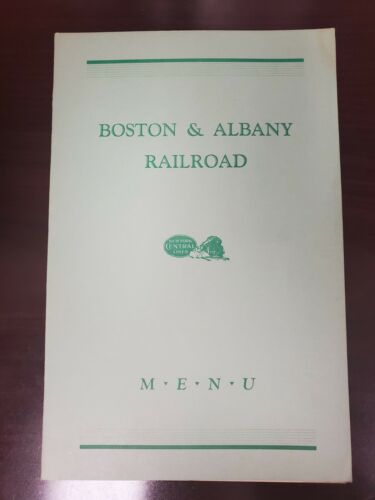 BOSTON & ALBANY
RAILROAD
NEW YORK
CENTRAL
LINES
M · E · N · U